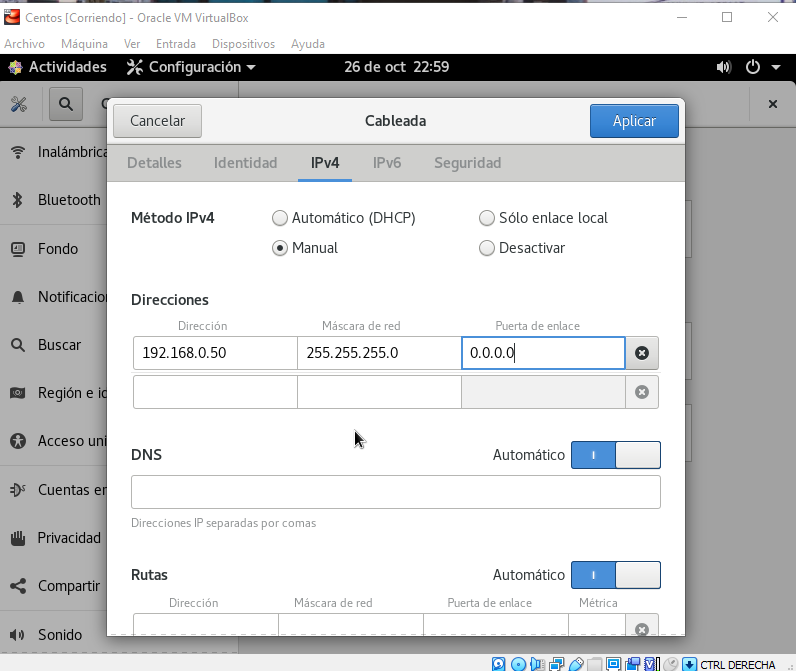 Centos [Corriendo] - Oracle VM VirtualBox
Archivo Máquina Ver Entrada Dispositivos Ayuda
Actividades Configuración 26 de oct 22:59
Cancelar Cableada Aplicar
Detalles Identidad IPv4 IPv6 Seguridad
Inalámbrica
Bluetooth
Fondo
Notificacion
Buscar
Región e id
Acceso uni
Cuentas en
Privacidad
Compartir
Sonido
Método IPv4 Automático (DHCP) Sólo enlace local
Manual Desactivar
Direcciones
Dirección Máscara de red Puerta de enlace
192.168.0.50 255.255.255.0 0.0.0.0
DNS Automático
Direcciones IP separadas por comas
Rutas Automático
Dirección Máscara de red Puerta de enlace Métrica
CTRL DERECHA